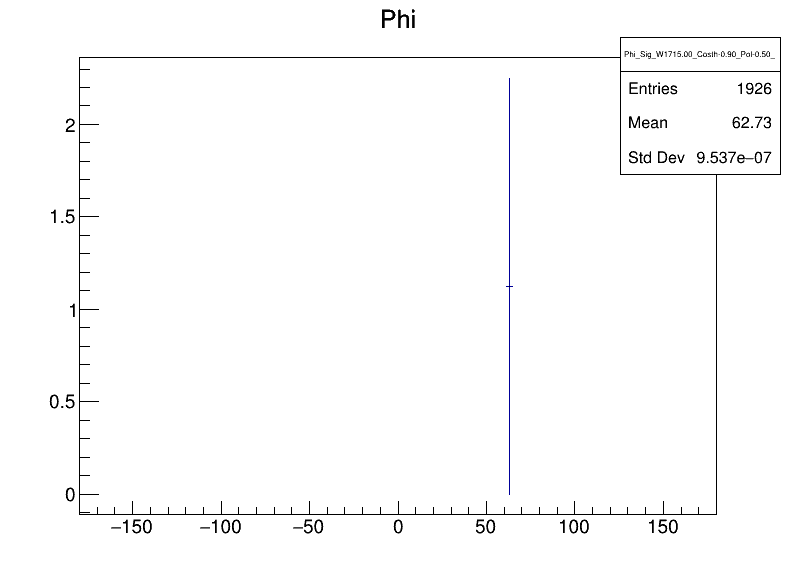 Phi
Phi_Sig_W1715.00_Costh-0.90_Pol-0.50_
Entries 1926
Mean 62.73
Std Dev 9.537e−07
2
1.5
1
0.5
0
−150 −100 −50 0 50 100 150